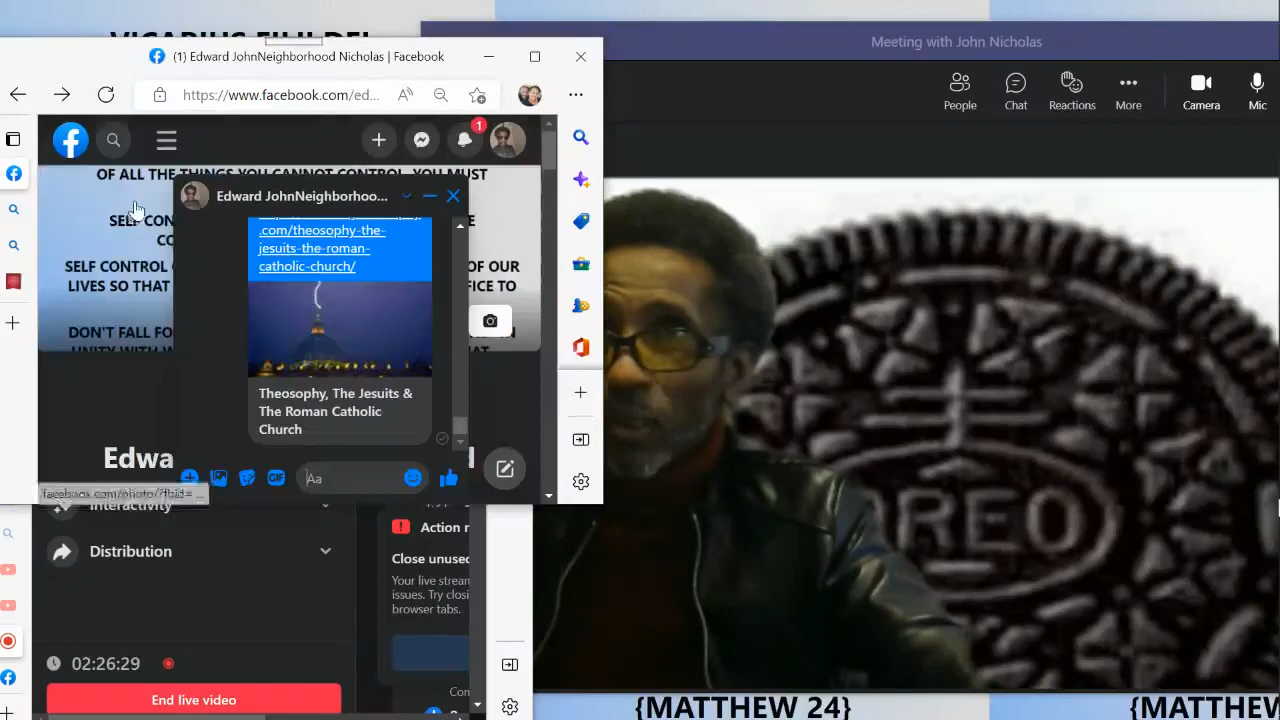 Meeting with John Nicholas
(1) Edward JohnNeighborhood Nicholas | Facebook
https://www.facebook.com/ed...
People
Chat
Reactions
More
Camera
Mic
1
OF ALL THE THINGS YOU CANNOT CONTROL, YOU MUST
Edward JohnNeighborhoo...
.com/theosophy-the-
jesuits-the-roman-
catholic-church/
SELF CONTROL
OF OUR
LIVES SO THAT
FICE TO
DON'T FALL FO
Theosophy, The Jesuits &
The Roman Catholic
Church
Edwa
GIF
Aa
facebook.com/photo/?fbid=...
Interactivity
Distribution
Close unused
Your live stream
issues. Try closi
browser tabs.
02:26:29
End live video
OREO
{MATTHEW 24}
{MATTHEW